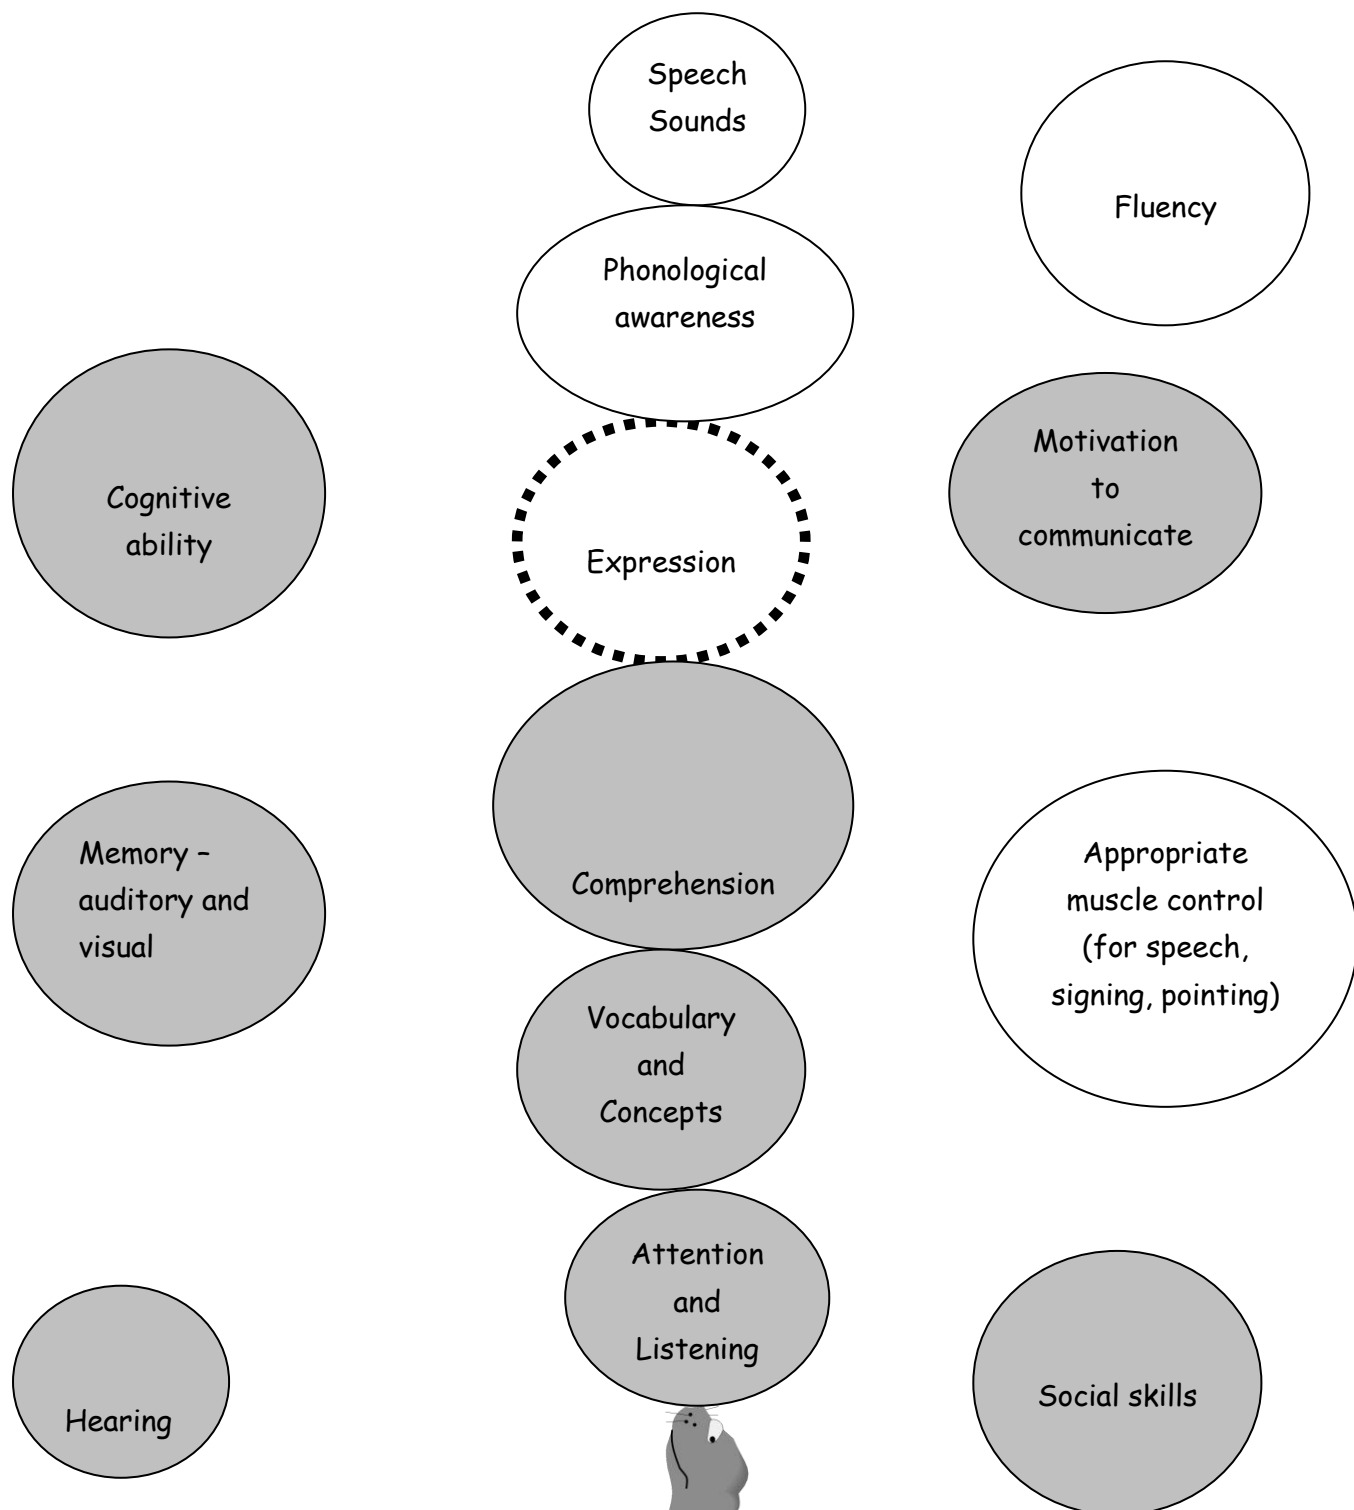 Speech
Sounds
Fluency
Phonological
awareness
Motivation
to
communicate
Cognitive
ability
Expression
Memory –
auditory and
visual
Comprehension
Appropriate
muscle control
(for speech,
signing, pointing)
Vocabulary
and
Concepts
Attention
and
Listening
Hearing
Social skills